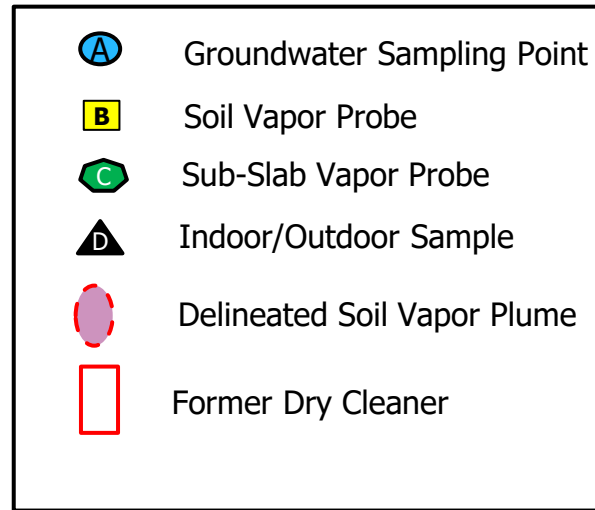 A Groundwater Sampling Point
B Soil Vapor Probe
C Sub-Slab Vapor Probe
D Indoor/Outdoor Sample
Delineated Soil Vapor Plume
Former Dry Cleaner